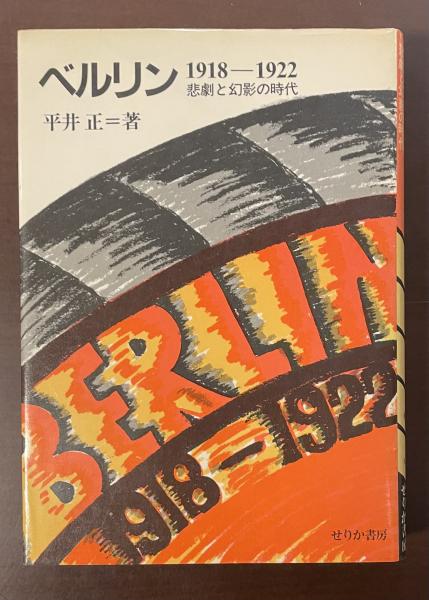 ベルリン 1918—1922
悲劇と幻影の時代
平井 正=著
BERLIN
1918—1922
せりか書房